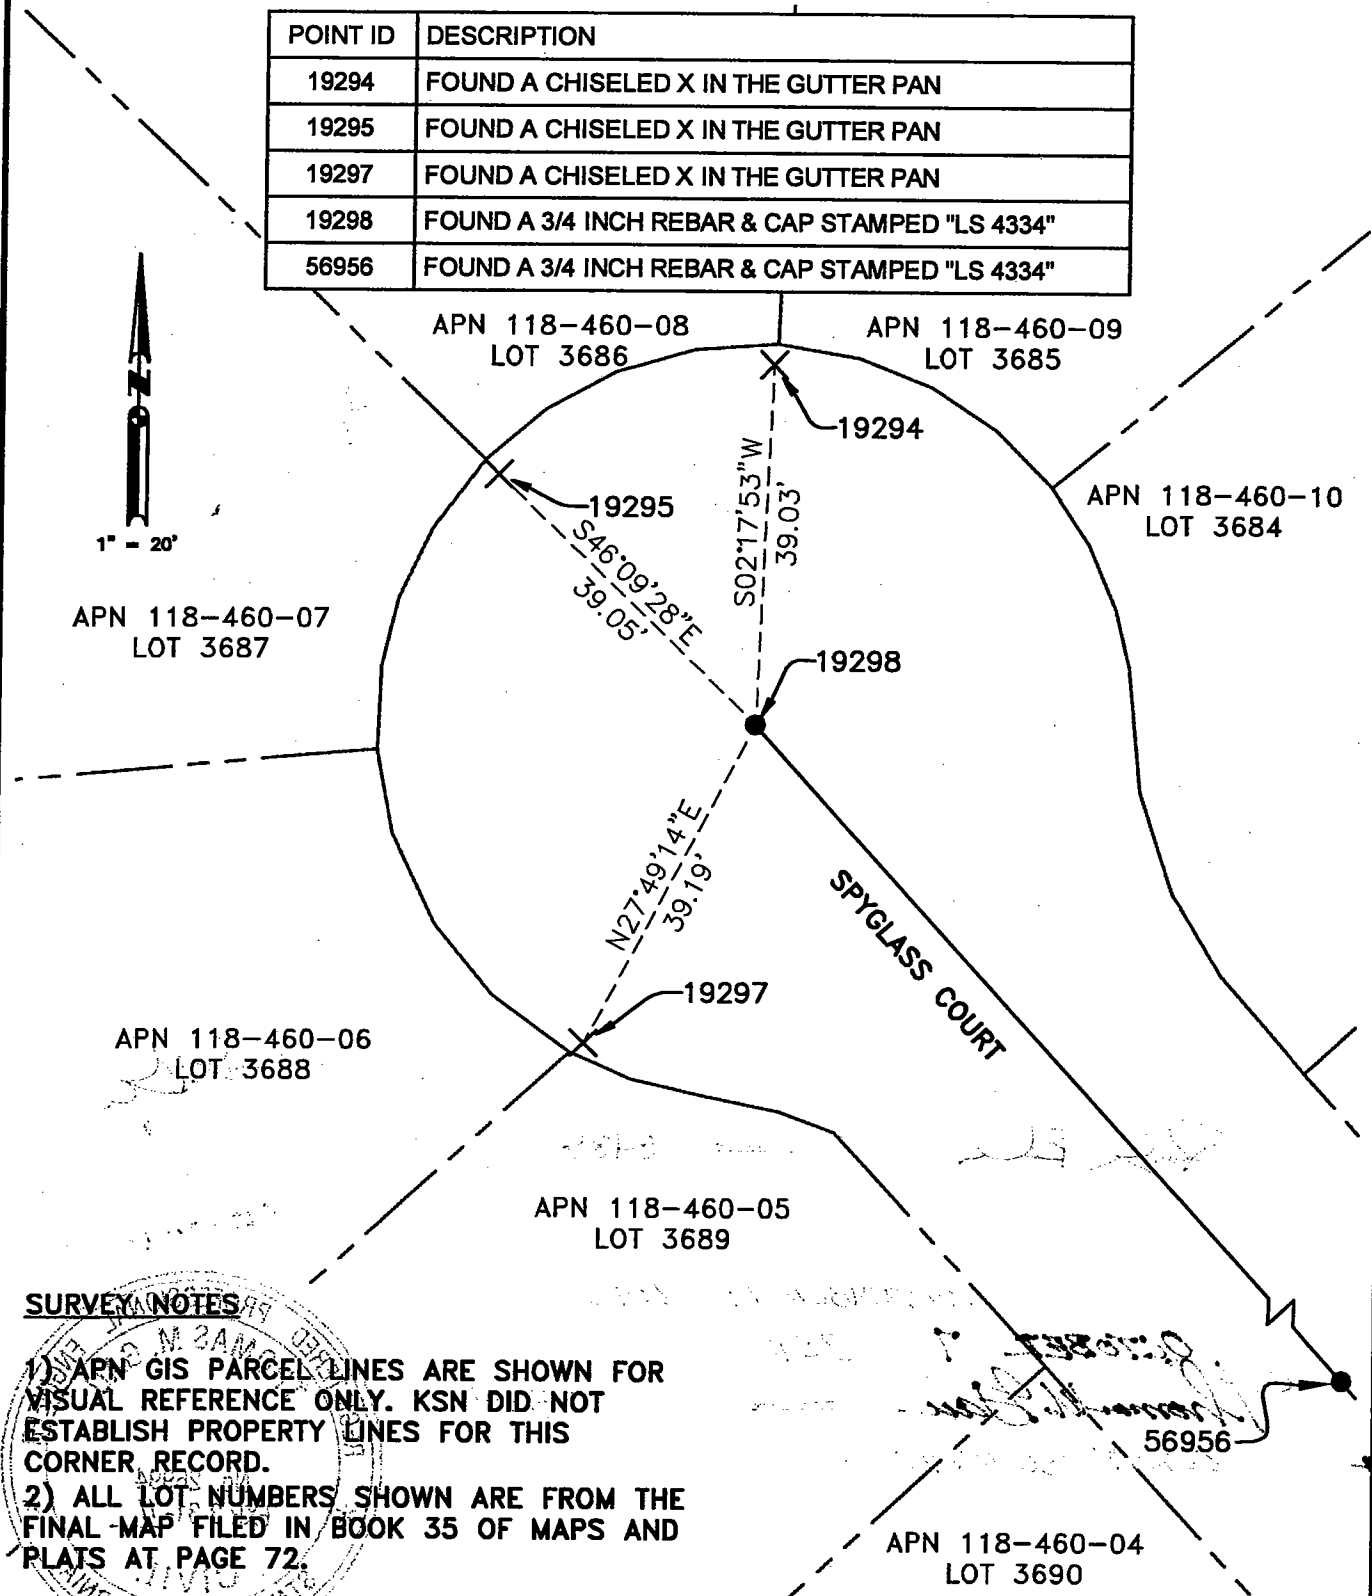 POINT ID DESCRIPTION
19294 FOUND A CHISELED X IN THE GUTTER PAN
19295 FOUND A CHISELED X IN THE GUTTER PAN
19297 FOUND A CHISELED X IN THE GUTTER PAN
19298 FOUND A 3/4 INCH REBAR & CAP STAMPED "LS 4334"
56956 FOUND A 3/4 INCH REBAR & CAP STAMPED "LS 4334"
N
1" = 20'
APN 118-460-08
LOT 3686
APN 118-460-09
LOT 3685
19294
APN 118-460-10
LOT 3684
19295
S02°17'53"W
39.03'
S46°09'28"E
39.05'
APN 118-460-07
LOT 3687
19298
N27°49'14"E
39.19'
SPYGLASS COURT
19297
APN 118-460-06
LOT 3688
APN 118-460-05
LOT 3689
56956
APN 118-460-04
LOT 3690
SURVEY NOTES
1) APN GIS PARCEL LINES ARE SHOWN FOR
VISUAL REFERENCE ONLY. KSN DID NOT
ESTABLISH PROPERTY LINES FOR THIS
CORNER RECORD.
2) ALL LOT NUMBERS SHOWN ARE FROM THE
FINAL MAP FILED IN BOOK 35 OF MAPS AND
PLATS AT PAGE 72.